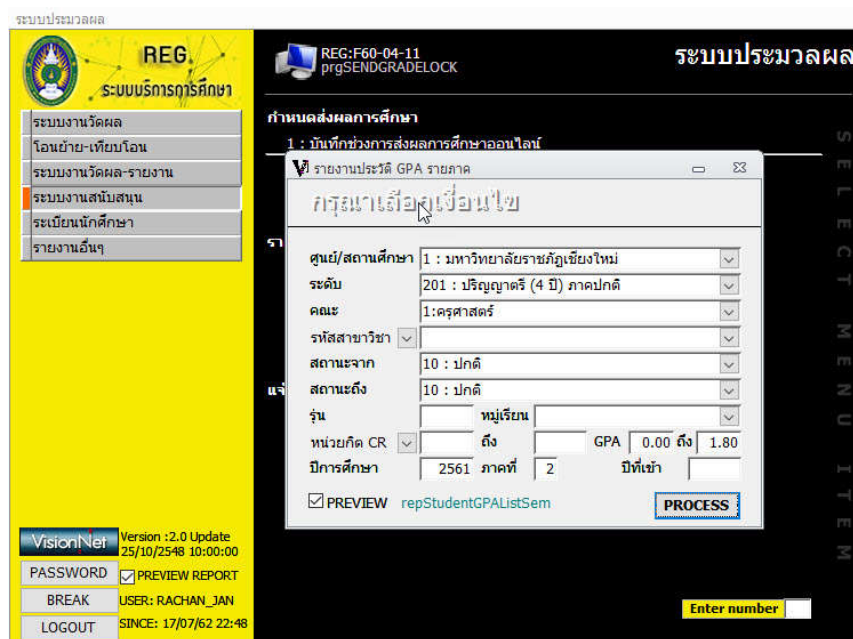 ระบบประมวลผล
REG.
ระบบบริการการศึกษา
REG:F60-04-11
prgSENDGRADELOCK
ระบบประมวลผล
ระบบงานวัดผล
โอนย้าย-เทียบโอน
ระบบงานวัดผล-รายงาน
ระบบงานสนับสนุน
ระเบียนนักศึกษา
รายงานอื่นๆ
กำหนดส่งผลการศึกษา
1 : บันทึกช่วงการส่งผลการศึกษาออนไลน์
รา
แจ้
รายงานประวัติ GPA รายภาค
กรุณาเลือกเงื่อนไข
ศูนย์/สถานศึกษา 1 : มหาวิทยาลัยราชภัฏเชียงใหม่
ระดับ 201 : ปริญญาตรี (4 ปี) ภาคปกติ
คณะ 1:ครุศาสตร์
รหัสสาขาวิชา
สถานะจาก 10 : ปกติ
สถานะถึง 10 : ปกติ
รุ่น หมู่เรียน
หน่วยกิต CR ถึง GPA 0.00 ถึง 1.80
ปีการศึกษา 2561 ภาคที่ 2 ปีที่เข้า
PREVIEW repStudentGPAListSem PROCESS
SELECT MENU ITEM
VisionNet Version :2.0 Update
25/10/2548 10:00:00
PASSWORD PREVIEW REPORT
BREAK USER: RACHAN_JAN
LOGOUT SINCE: 17/07/62 22:48
Enter number